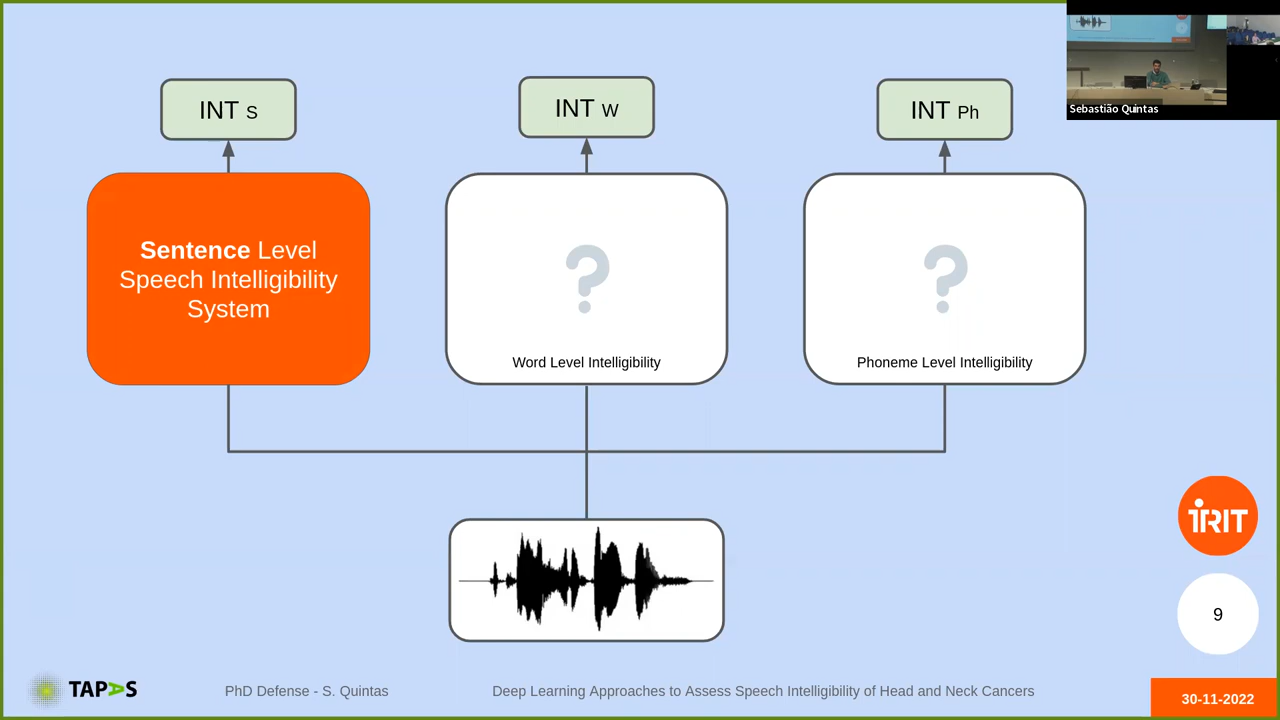 INT S
INT W
INT Ph
Sebastião Quintas
Sentence Level
Speech Intelligibility
System
?
?
Word Level Intelligibility
Phoneme Level Intelligibility
iRIT
9
TAPAS
PhD Defense - S. Quintas
Deep Learning Approaches to Assess Speech Intelligibility of Head and Neck Cancers
30-11-2022